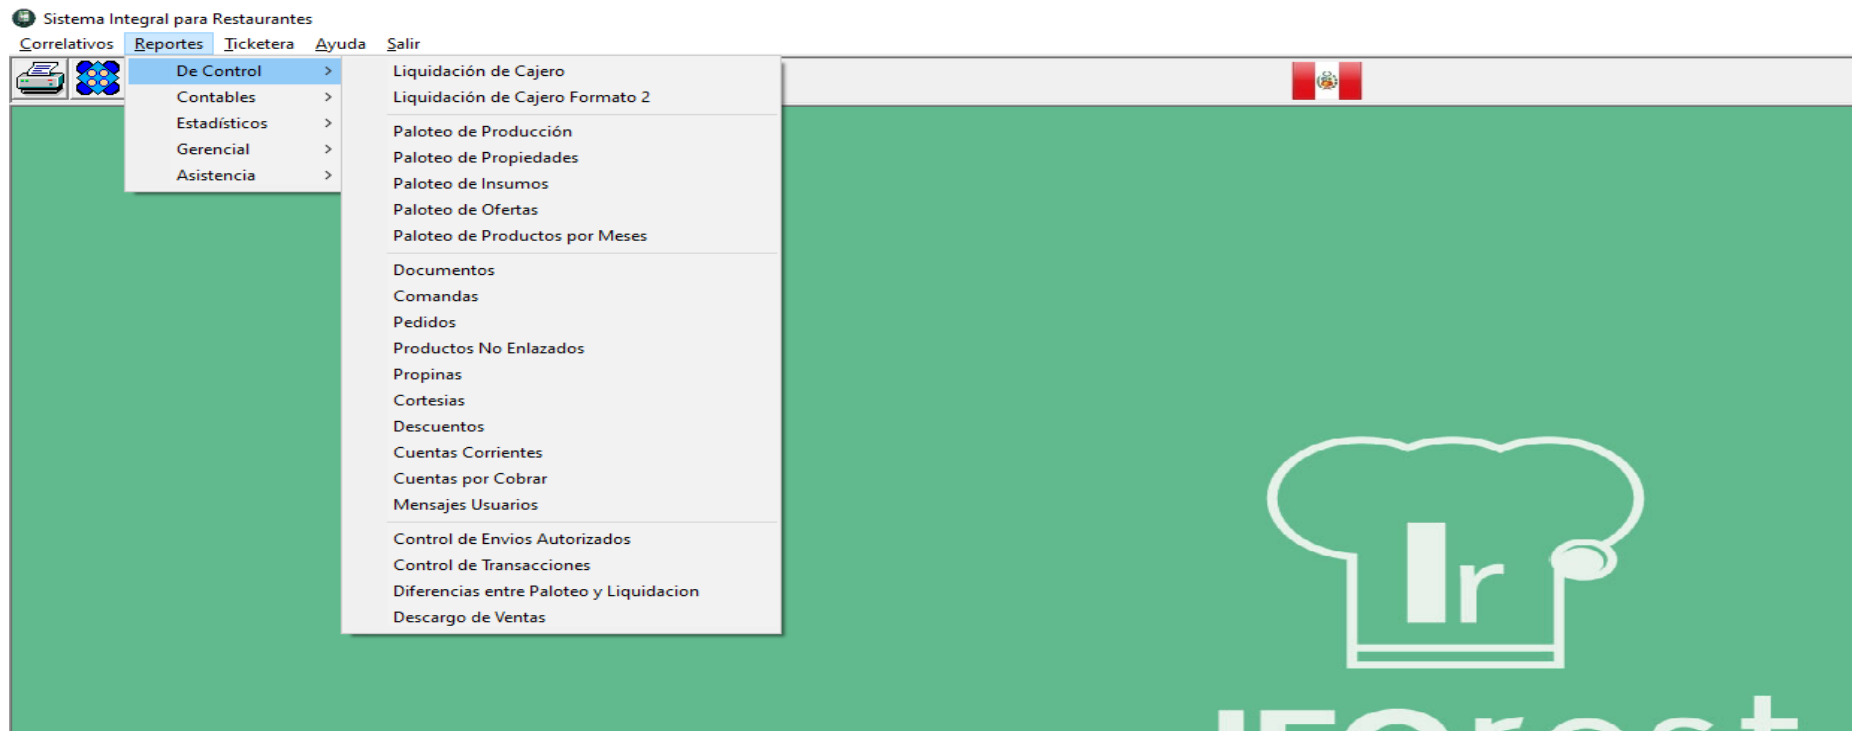 Sistema Integral para Restaurantes
Correlativos Reportes Ticketera Ayuda Salir
De Control >
Contables >
Estadísticos >
Gerencial >
Asistencia >
Liquidación de Cajero
Liquidación de Cajero Formato 2
Paloteo de Producción
Paloteo de Propiedades
Paloteo de Insumos
Paloteo de Ofertas
Paloteo de Productos por Meses
Documentos
Comandas
Pedidos
Productos No Enlazados
Propinas
Cortesias
Descuentos
Cuentas Corrientes
Cuentas por Cobrar
Mensajes Usuarios
Control de Envios Autorizados
Control de Transacciones
Diferencias entre Paloteo y Liquidacion
Descargo de Ventas
Ir